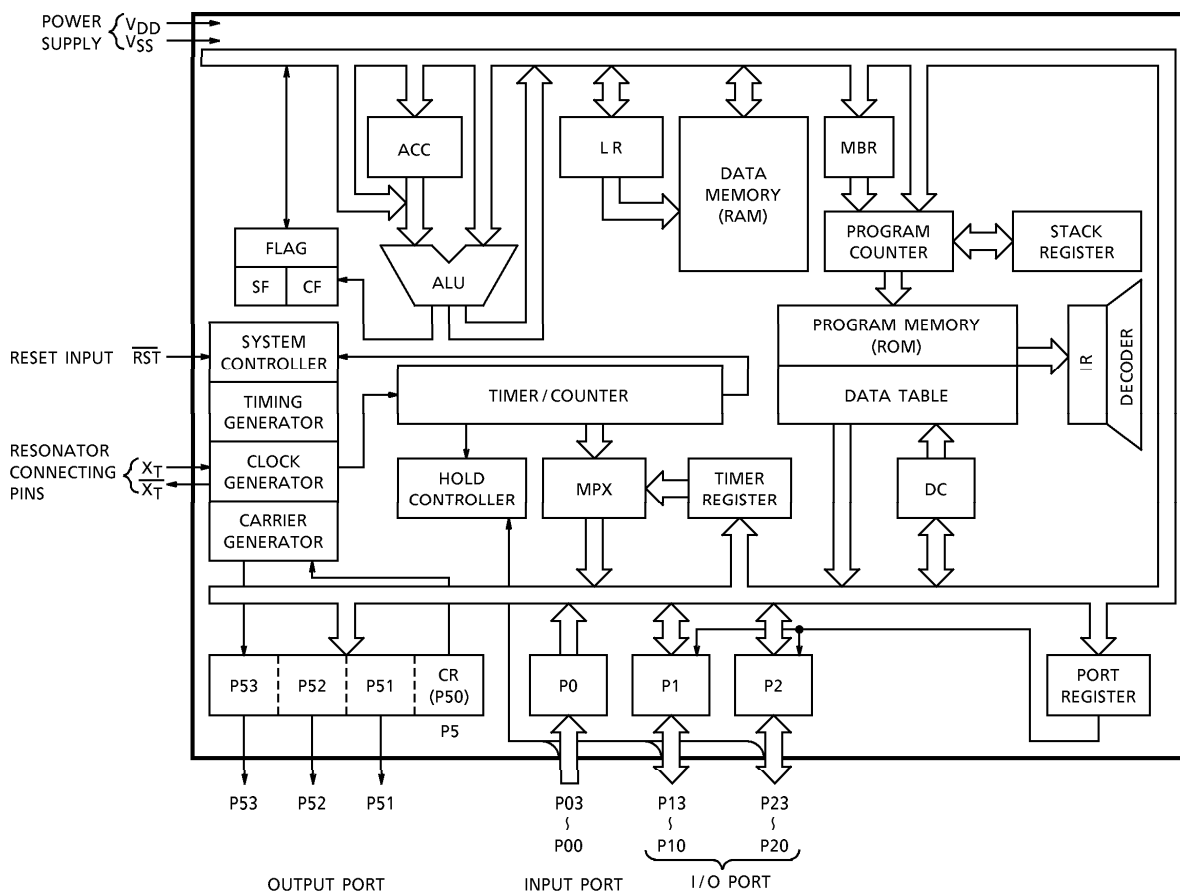 POWER
SUPPLY
VDD
VSS
ACC
LR
DATA
MEMORY
(RAM)
MBR
PROGRAM
COUNTER
STACK
REGISTER
FLAG
SF CF
ALU
RESET INPUT R̅S̅T̅
SYSTEM
CONTROLLER
TIMING
GENERATOR
CLOCK
GENERATOR
CARRIER
GENERATOR
TIMER/COUNTER
PROGRAM MEMORY
(ROM)
DATA TABLE
IR
DECODER
RESONATOR
CONNECTING
PINS
XT
X̅T̅
HOLD
CONTROLLER
MPX
TIMER
REGISTER
DC
P53 P52 P51 CR
(P50)
P5
P0
P1
P2
PORT
REGISTER
P53 P52 P51
P03
~
P00
P13
~
P10
P23
~
P20
OUTPUT PORT
INPUT PORT
I/O PORT